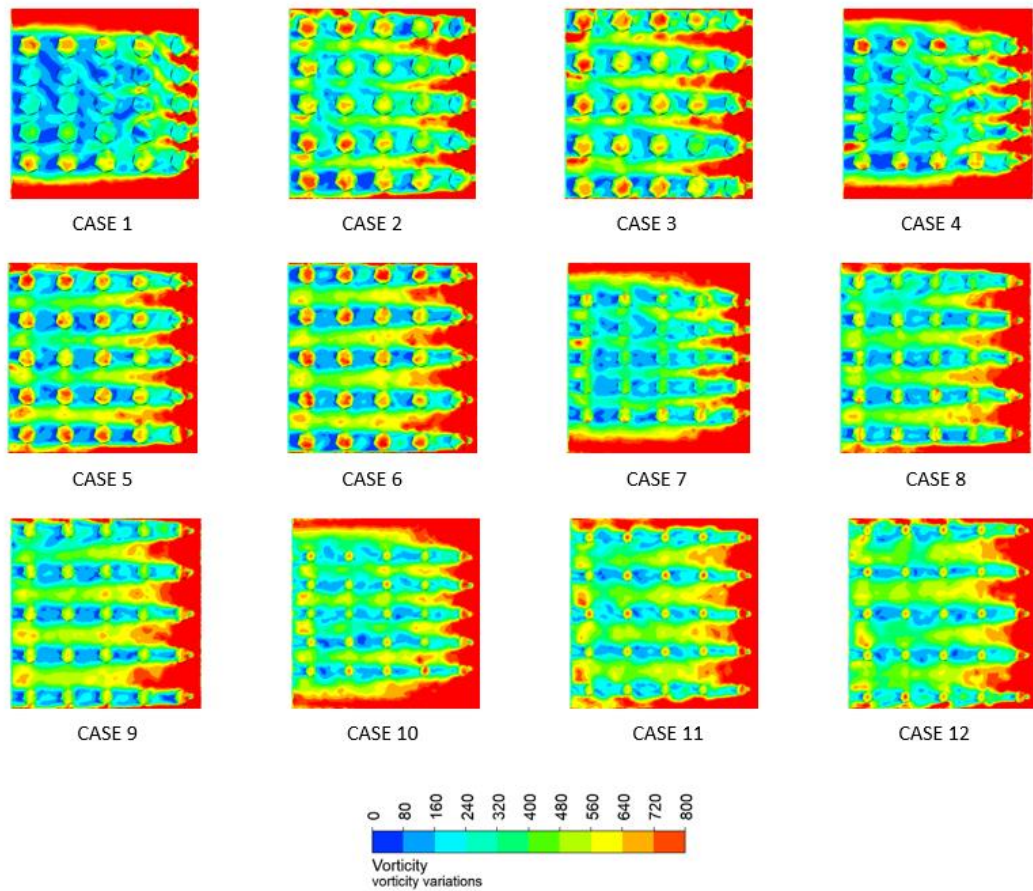 CASE 1
CASE 2
CASE 3
CASE 4
CASE 5
CASE 6
CASE 7
CASE 8
CASE 9
CASE 10
CASE 11
CASE 12
0 80 160 240 320 400 480 560 640 720 800
Vorticity
vorticity variations